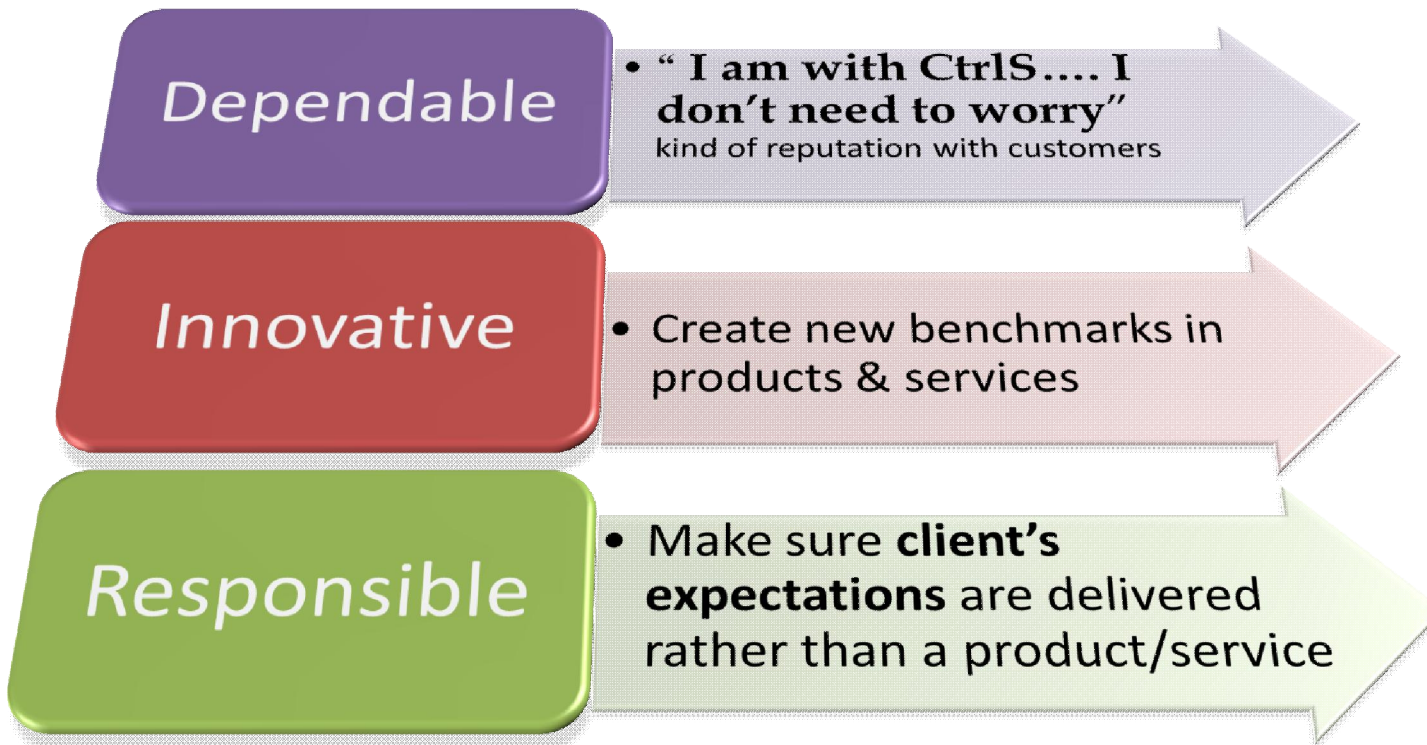 Dependable
• “ I am with CtrlS.... I
don’t need to worry”
kind of reputation with customers
Innovative
• Create new benchmarks in
products & services
Responsible
• Make sure client’s
expectations are delivered
rather than a product/service